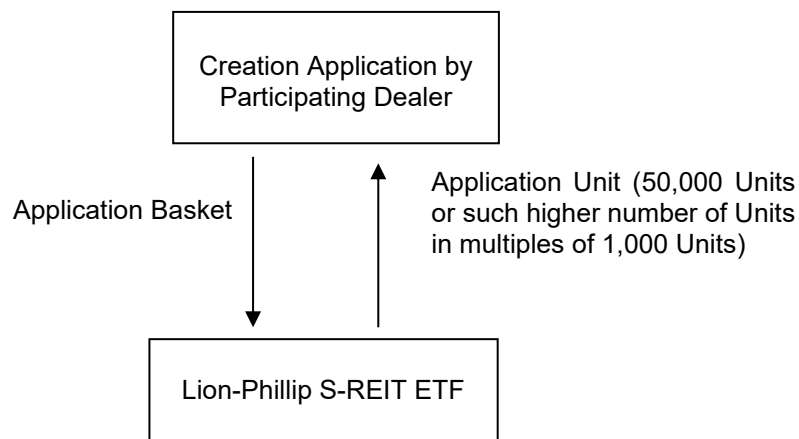 Creation Application by
Participating Dealer
Application Basket
Application Unit (50,000 Units
or such higher number of Units
in multiples of 1,000 Units)
Lion-Phillip S-REIT ETF